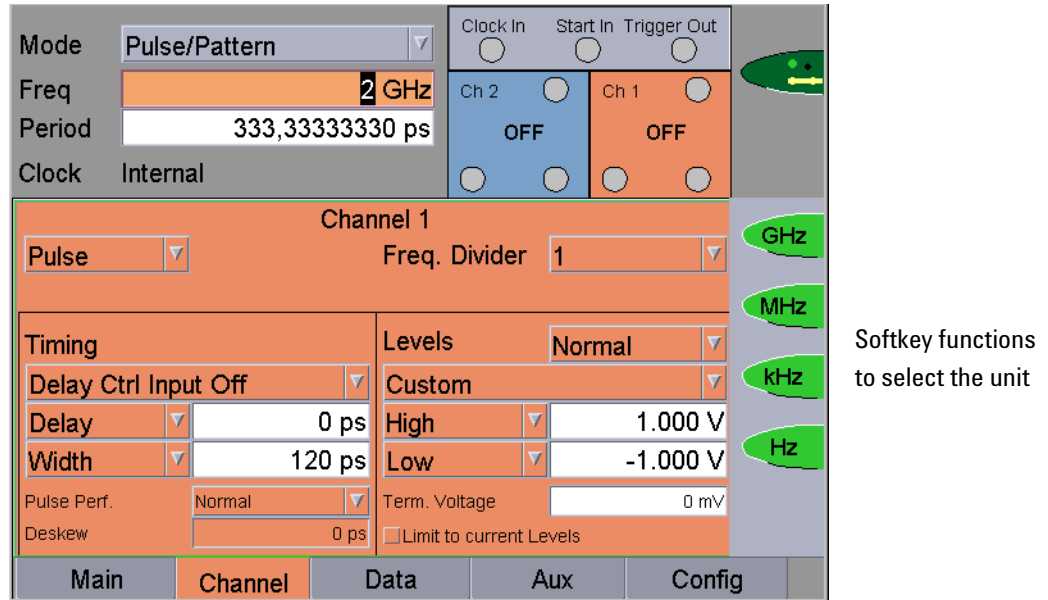 Mode Pulse/Pattern
Freq 2 GHz
Period 333,33333330 ps
Clock Internal
Clock In Start In Trigger Out
Ch 2 Ch 1
OFF OFF
Channel 1
Pulse Freq. Divider 1
Timing
Delay Ctrl Input Off
Delay 0 ps
Width 120 ps
Pulse Perf. Normal
Deskew 0 ps
Levels Normal
Custom
High 1.000 V
Low -1.000 V
Term. Voltage 0 mV
Limit to current Levels
GHz
MHz
kHz
Hz
Softkey functions
to select the unit
Main Channel Data Aux Config